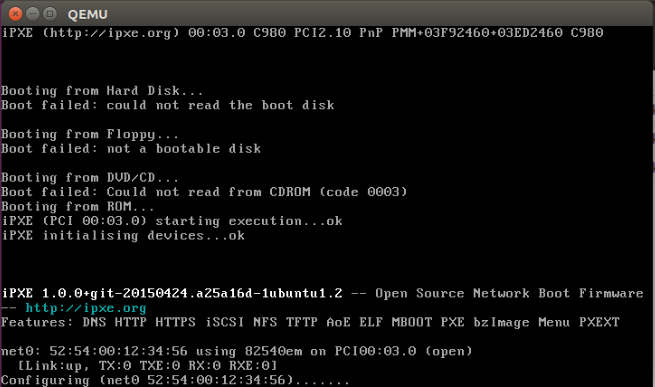 QEMU
iPXE (http://ipxe.org) 00:03.0 C980 PCI2.10 PnP PMM+03F92460+03ED2460 C980
Booting from Hard Disk...
Boot failed: could not read the boot disk
Booting from Floppy...
Boot failed: not a bootable disk
Booting from DVD/CD...
Boot failed: Could not read from CDROM (code 0003)
Booting from ROM...
iPXE (PCI 00:03.0) starting execution...ok
iPXE initialising devices...ok
iPXE 1.0.0+git-20150424.a25a16d-1ubuntu1.2 -- Open Source Network Boot Firmware
-- http://ipxe.org
Features: DNS HTTP HTTPS iSCSI NFS TFTP AoE ELF MBOOT PXE bzImage Menu PXEXT
net0: 52:54:00:12:34:56 using 82540em on PCI00:03.0 (open)
[Link:up, TX:0 TXE:0 RX:0 RXE:0]
Configuring (net0 52:54:00:12:34:56).......